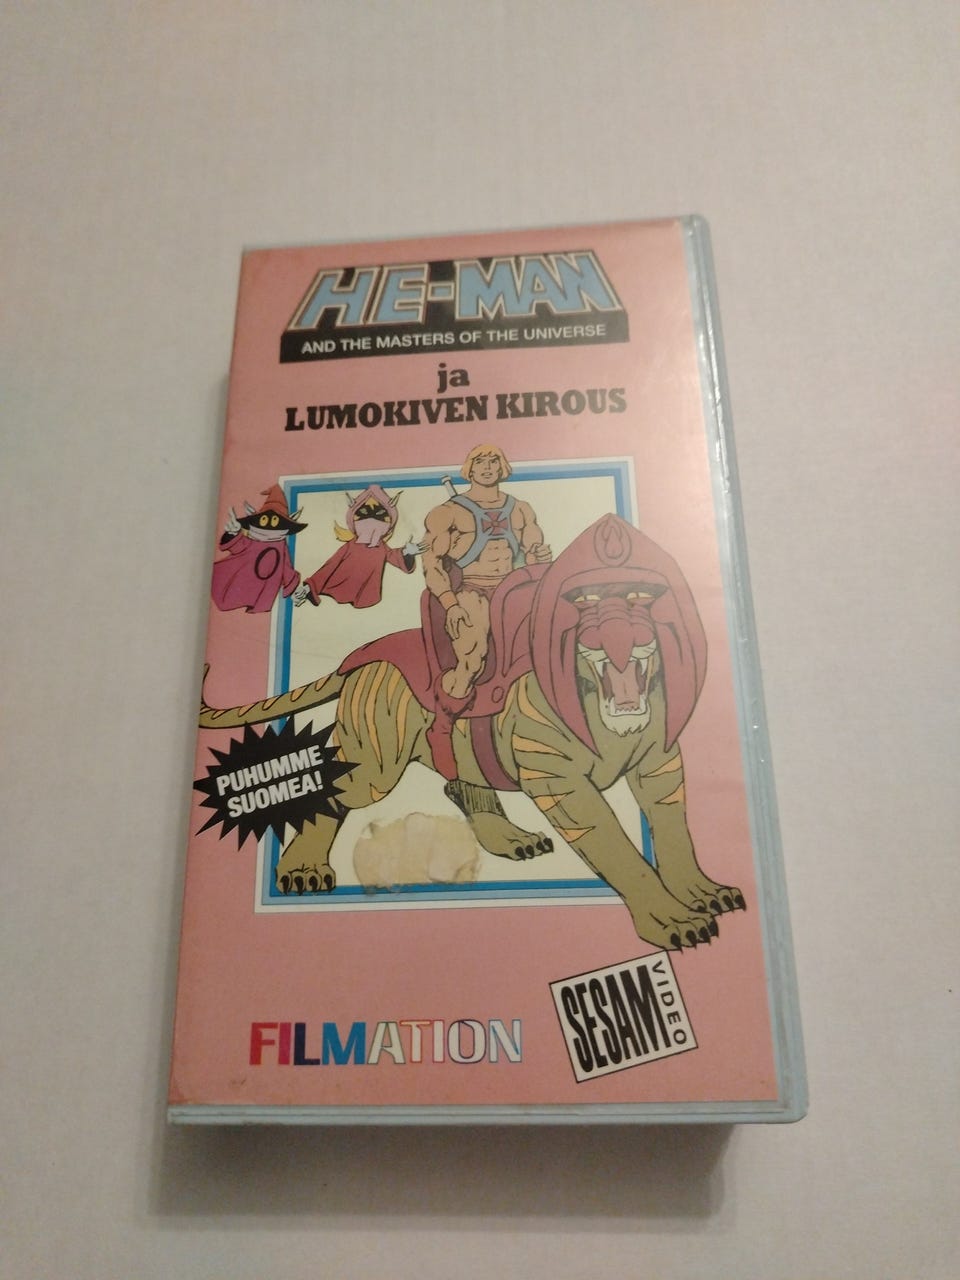 HE-MAN
AND THE MASTERS OF THE UNIVERSE
ja
LUMOKIVEN KIROUS
O
PUHUMME
SUOMEA!
FILMATION
SESAM
VIDEO